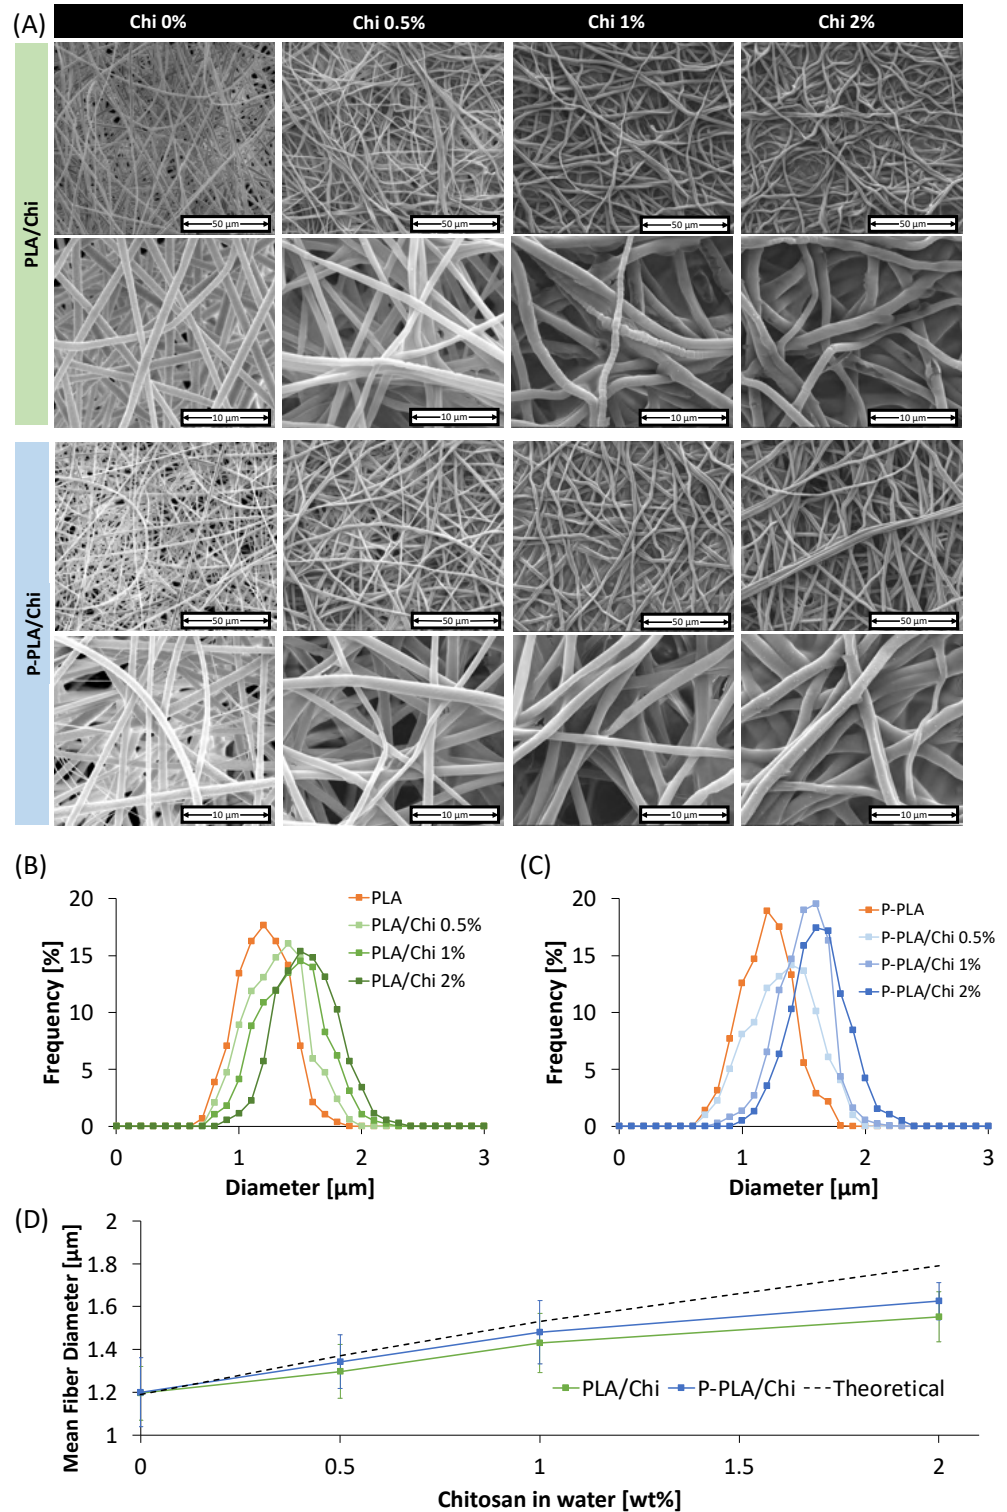 (A)
Chi 0% Chi 0.5% Chi 1% Chi 2%
PLA/Chi
50 µm 50 µm 50 µm 50 µm
10 µm 10 µm 10 µm 10 µm
P-PLA/Chi
50 µm 50 µm 50 µm 50 µm
10 µm 10 µm 10 µm 10 µm
(B)
Frequency [%]
20
15
10
5
0
0 1 2 3
Diameter [µm]
PLA
PLA/Chi 0.5%
PLA/Chi 1%
PLA/Chi 2%
(C)
Frequency [%]
20
15
10
5
0
0 1 2 3
Diameter [µm]
P-PLA
P-PLA/Chi 0.5%
P-PLA/Chi 1%
P-PLA/Chi 2%
(D)
Mean Fiber Diameter [µm]
2
1.8
1.6
1.4
1.2
1
PLA/Chi P-PLA/Chi Theoretical
0 0.5 1 1.5 2
Chitosan in water [wt%]